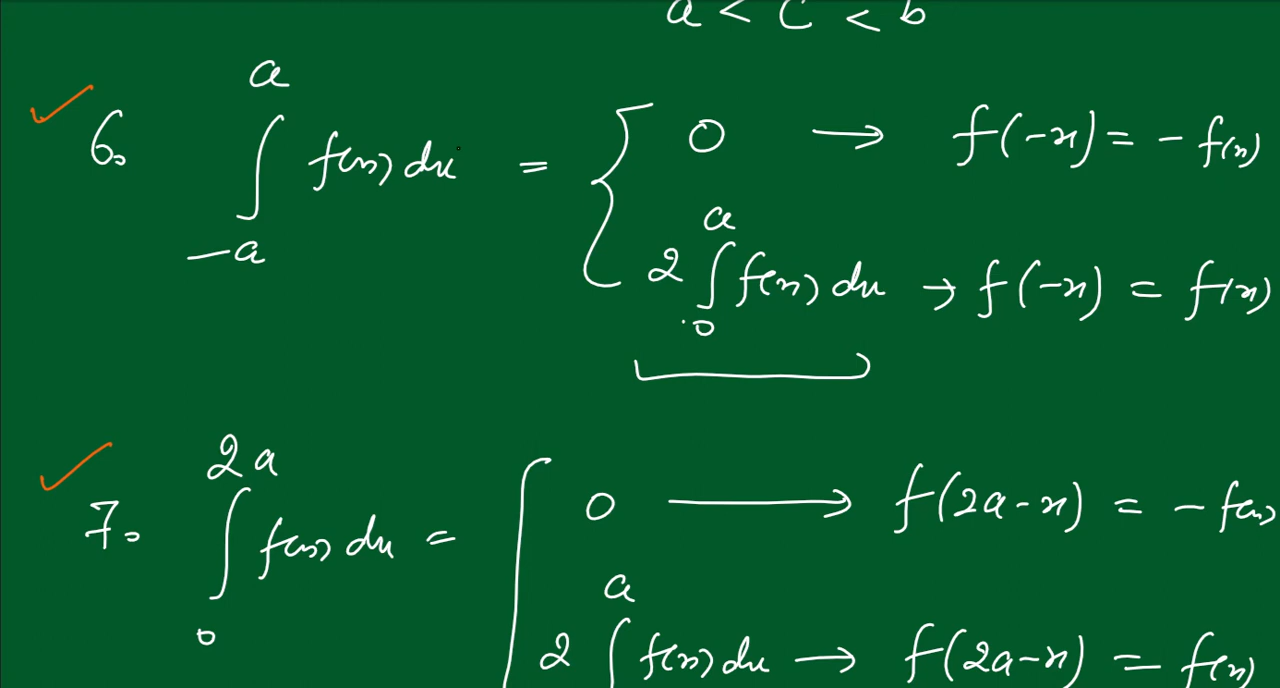 a < c < b
6. ∫_{-a}^{a} f(x) dx = { 0 → f(-x) = - f(x)
2 ∫_{0}^{a} f(x) dx → f(-x) = f(x)
7. ∫_{0}^{2a} f(x) dx = { 0 → f(2a-x) = - f(x)
2 ∫^{a} f(x) dx → f(2a-x) = f(x)